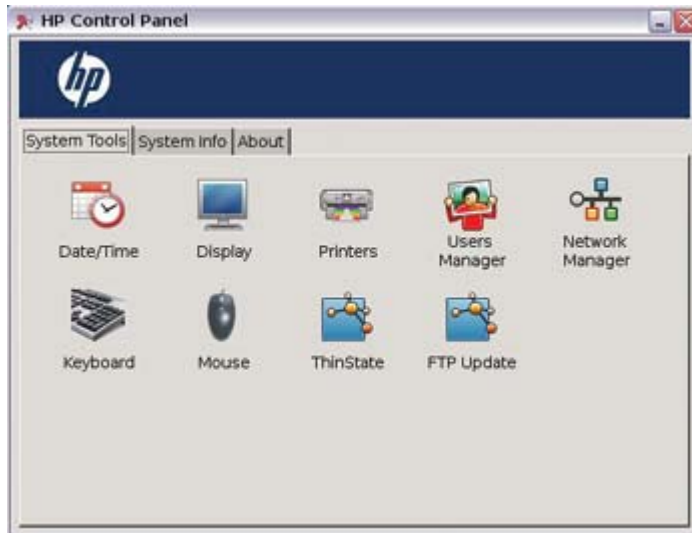 HP Control Panel
hp
System Tools System Info About
Date/Time Display Printers Users Manager Network Manager
Keyboard Mouse ThinState FTP Update